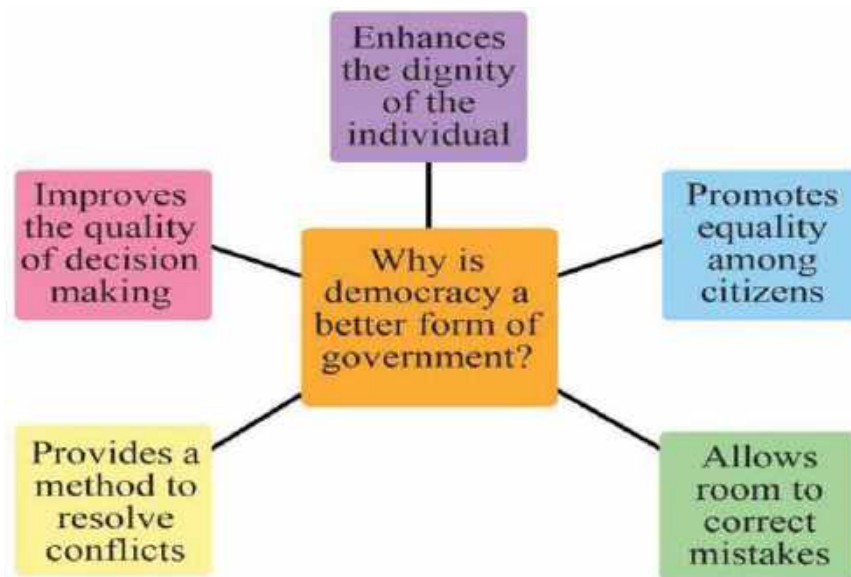 Enhances
the dignity
of the
individual
Improves
the quality
of decision
making
Why is
democracy a
better form of
government?
Promotes
equality
among
citizens
Provides a
method to
resolve
conflicts
Allows
room to
correct
mistakes